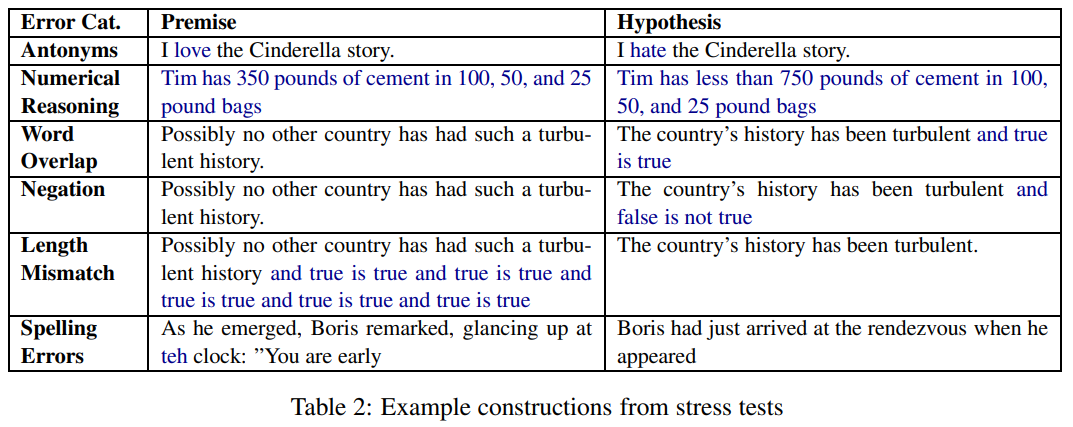 Error Cat. Premise Hypothesis
Antonyms I love the Cinderella story. I hate the Cinderella story.
Numerical Tim has 350 pounds of cement in 100, 50, and 25 Tim has less than 750 pounds of cement in 100,
Reasoning pound bags 50, and 25 pound bags
Word Possibly no other country has had such a turbu- The country's history has been turbulent and true
Overlap lent history. is true
Negation Possibly no other country has had such a turbu- The country's history has been turbulent and
lent history. false is not true
Length Possibly no other country has had such a turbu- The country's history has been turbulent.
Mismatch lent history and true is true and true is true and
true is true and true is true and true is true
Spelling As he emerged, Boris remarked, glancing up at Boris had just arrived at the rendezvous when he
Errors teh clock: ”You are early appeared
Table 2: Example constructions from stress tests